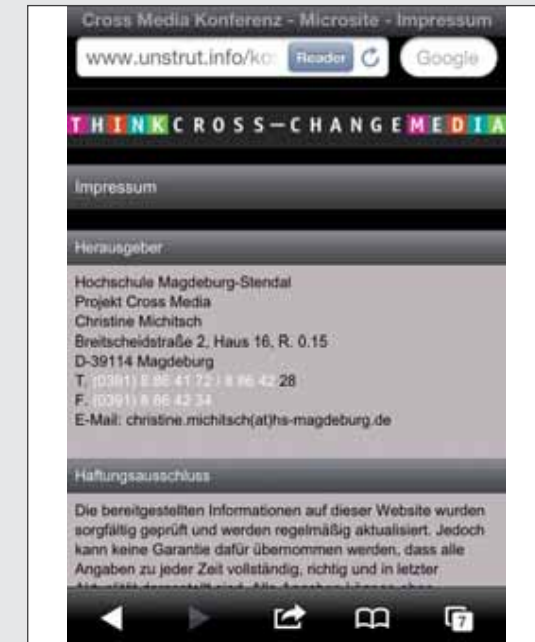 Cross Media Konferenz - Microsite - Impressum
www.unstrut.info/ko
Reader
Google
THINKCROSS–CHANGEMEDIA
Impressum
Herausgeber
Hochschule Magdeburg-Stendal
Projekt Cross Media
Christine Michitsch
Breitscheidstraße 2, Haus 16, R. 0.15
D-39114 Magdeburg
T. (0391) 8 86 41 72 / 8 86 42 28
F. (0391) 8 86 42 34
E-Mail: christine.michitsch(at)hs-magdeburg.de
Haftungsausschluss
Die bereitgestellten Informationen auf dieser Website wurden
sorgfältig geprüft und werden regelmäßig aktualisiert. Jedoch
kann keine Garantie dafür übernommen werden, dass alle
Angaben zu jeder Zeit vollständig, richtig und in letzter
7